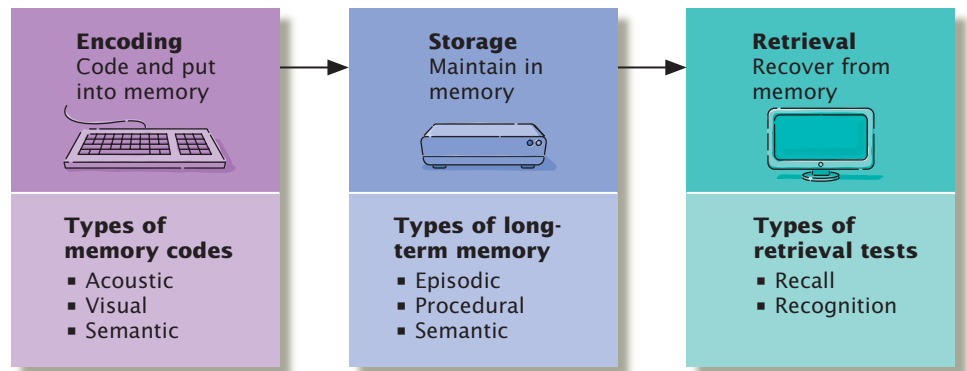 Encoding
Code and put
into memory
Types of
memory codes
▪ Acoustic
▪ Visual
▪ Semantic
Storage
Maintain in
memory
Types of long-
term memory
▪ Episodic
▪ Procedural
▪ Semantic
Retrieval
Recover from
memory
Types of
retrieval tests
▪ Recall
▪ Recognition